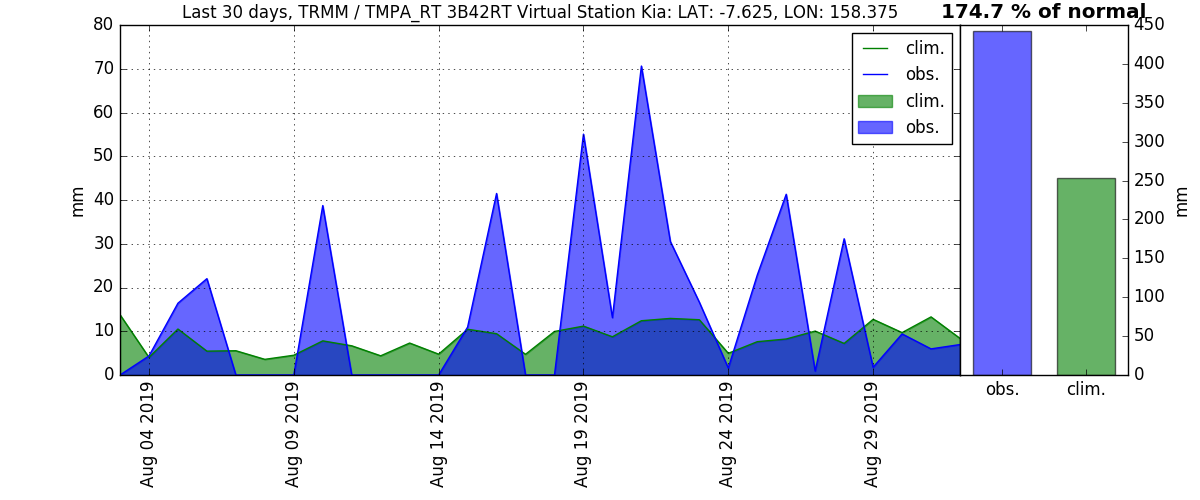 Last 30 days, TRMM / TMPA_RT 3B42RT Virtual Station Kia: LAT: -7.625, LON: 158.375
174.7 % of normal
80
70
60
50
40
30
20
10
0
mm
clim.
obs.
clim.
obs.
Aug 04 2019
Aug 09 2019
Aug 14 2019
Aug 19 2019
Aug 24 2019
Aug 29 2019
450
400
350
300
250
200
150
100
50
0
mm
obs.
clim.